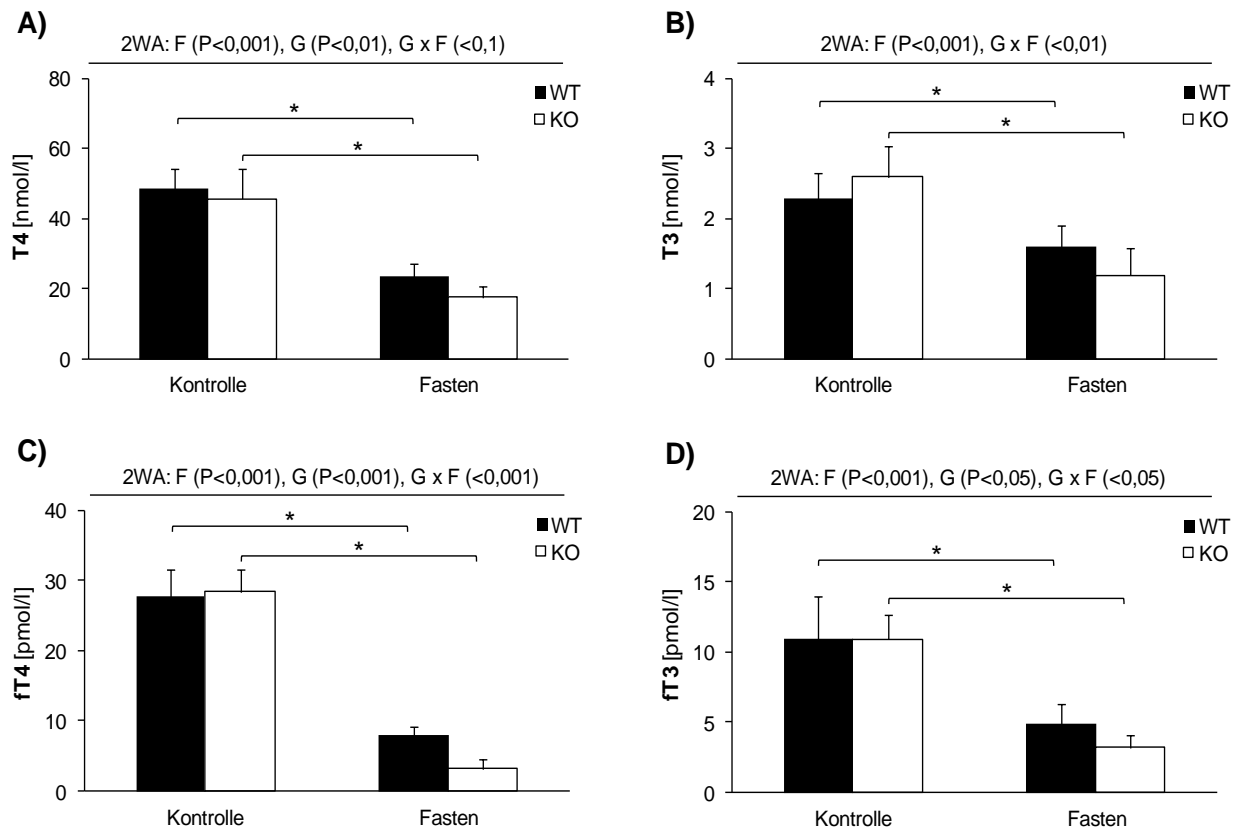 A)
2WA: F (P<0,001), G (P<0,01), G x F (<0,1)
80
60
40
20
0
T4 [nmol/l]
WT
KO
*
*
Kontrolle
Fasten
B)
2WA: F (P<0,001), G x F (<0,01)
4
3
2
1
0
T3 [nmol/l]
WT
KO
*
*
Kontrolle
Fasten
C)
2WA: F (P<0,001), G (P<0,001), G x F (<0,001)
40
30
20
10
0
fT4 [pmol/l]
WT
KO
*
*
Kontrolle
Fasten
D)
2WA: F (P<0,001), G (P<0,05), G x F (<0,05)
20
15
10
5
0
fT3 [pmol/l]
WT
KO
*
*
Kontrolle
Fasten